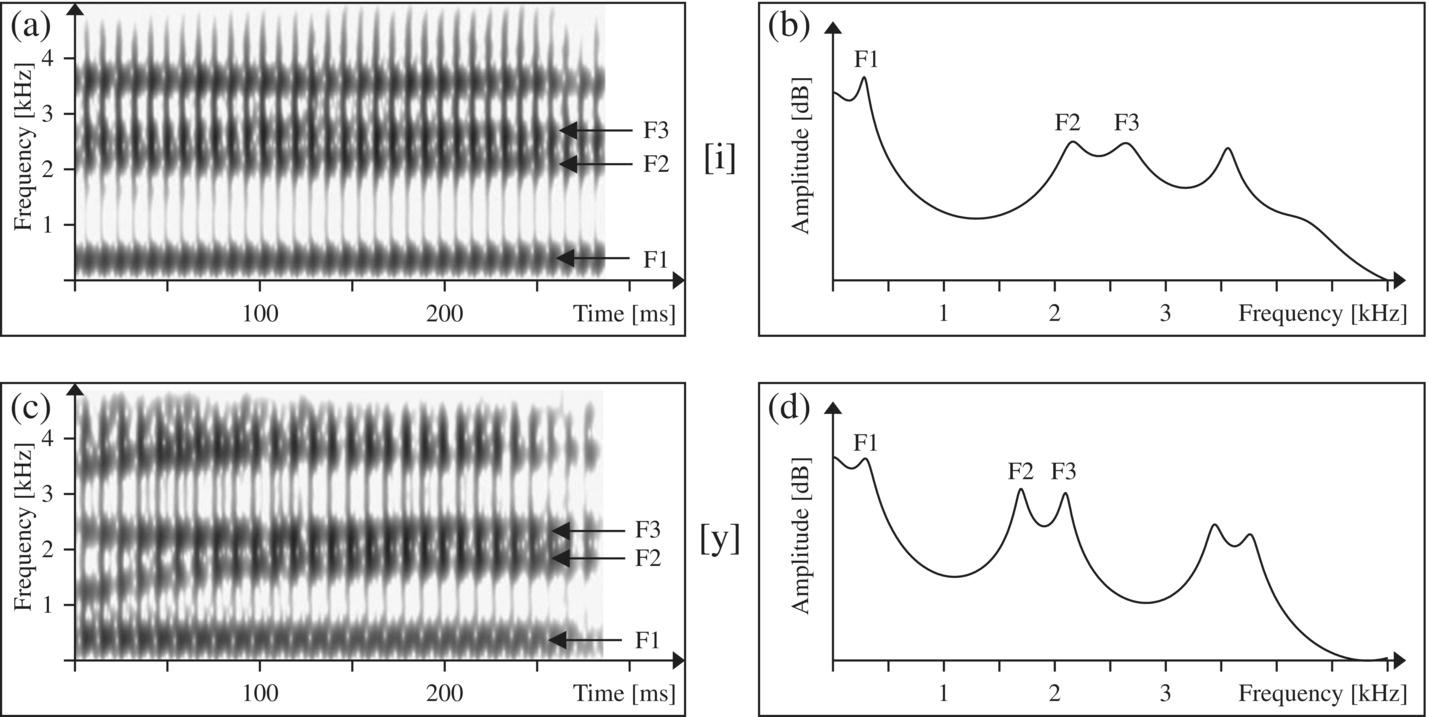 (a)
Frequency [kHz]
4
3
2
1
F3
F2
F1
100 200 Time [ms]
[i]
(b)
Amplitude [dB]
F1
F2 F3
1 2 3 Frequency [kHz]
(c)
Frequency [kHz]
4
3
2
1
F3
F2
F1
100 200 Time [ms]
[y]
(d)
Amplitude [dB]
F1
F2 F3
1 2 3 Frequency [kHz]